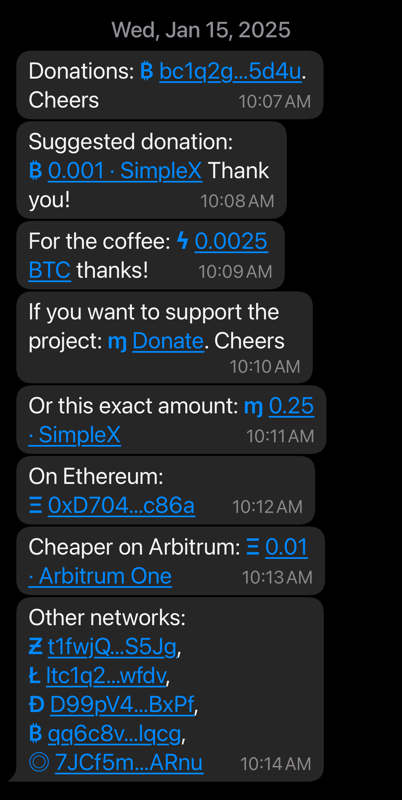 Wed, Jan 15, 2025
Donations: ₿ bc1q2g...5d4u.
Cheers 10:07 AM
Suggested donation:
₿ 0.001 · SimpleX Thank
you! 10:08 AM
For the coffee: ϟ 0.0025
BTC thanks! 10:09 AM
If you want to support the
project: ɱ Donate. Cheers
10:10 AM
Or this exact amount: ɱ 0.25
· SimpleX 10:11 AM
On Ethereum:
Ξ 0xD704...c86a 10:12 AM
Cheaper on Arbitrum: Ξ 0.01
· Arbitrum One 10:13 AM
Other networks:
Ƶ t1fwjQ...S5Jg,
Ł ltc1q2...wfdv,
Ð D99pV4...BxPf,
₿ qq6c8v...lqcg,
◎ 7JCf5m...ARnu 10:14 AM